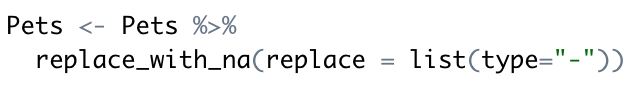 Pets <- Pets %>%
  replace_with_na(replace = list(type="-"))